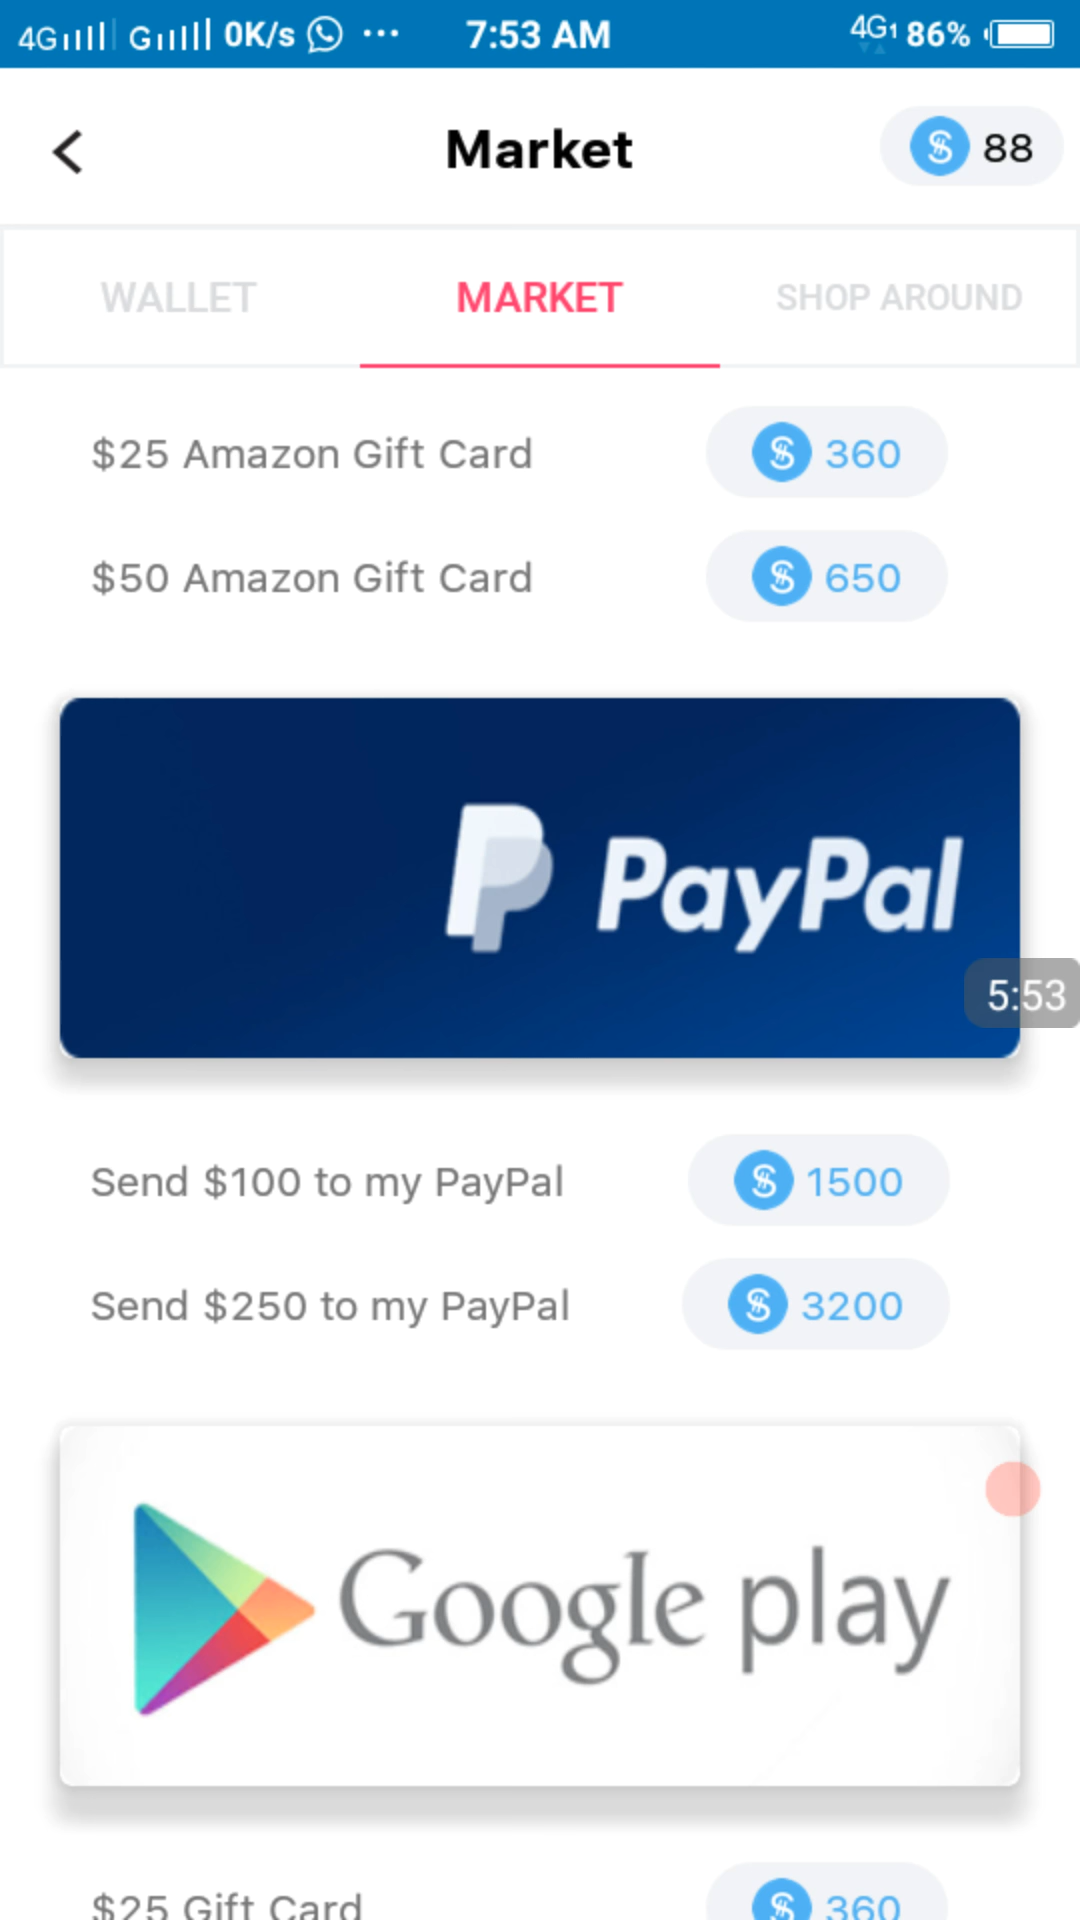 4G G 0K/s ... 7:53 AM 4G1 86%
Market 88
WALLET MARKET SHOP AROUND
$25 Amazon Gift Card 360
$50 Amazon Gift Card 650
PayPal
5:53
Send $100 to my PayPal 1500
Send $250 to my PayPal 3200
Google play
$25 Gift Card 360